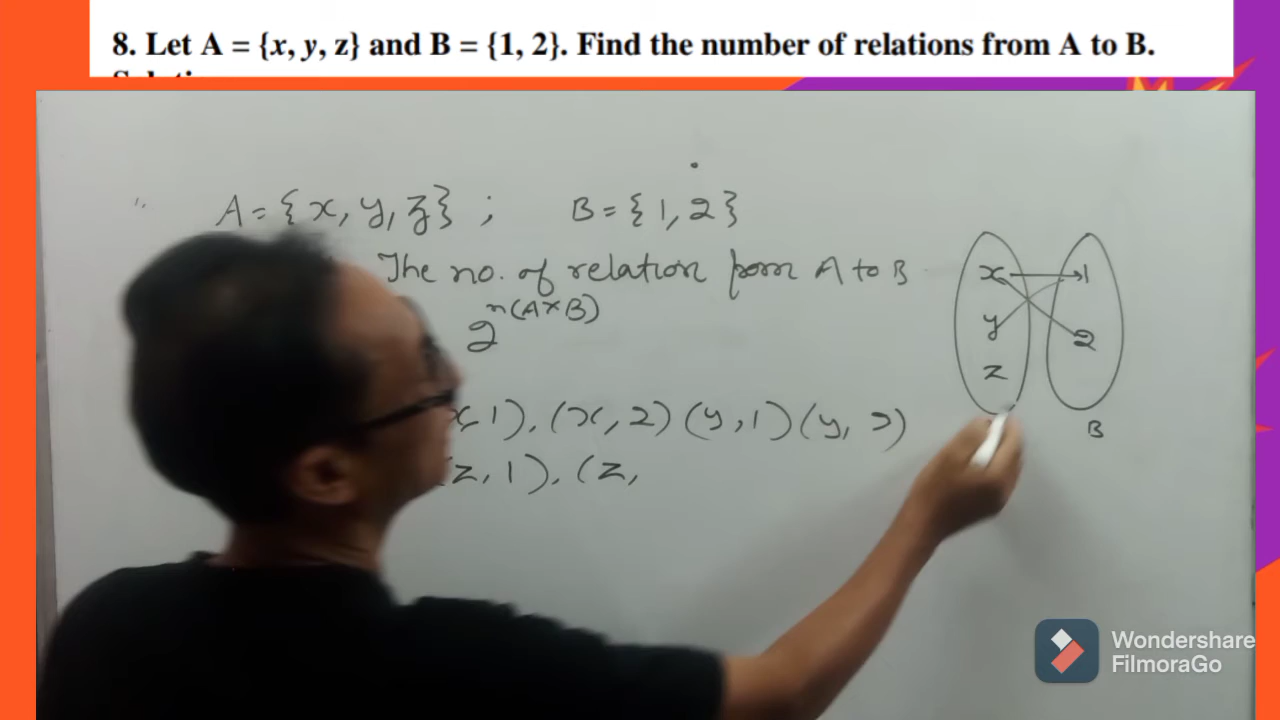 8. Let A = {x, y, z} and B = {1, 2}. Find the number of relations from A to B.
A = {x, y, z} ; B = {1, 2}
The no. of relation from A to B
2^n(A×B)
x, 1), (x, 2) (y, 1) (y, 2)
(z, 1), (z,
x 1
y 2
z
B
Wondershare
FilmoraGo